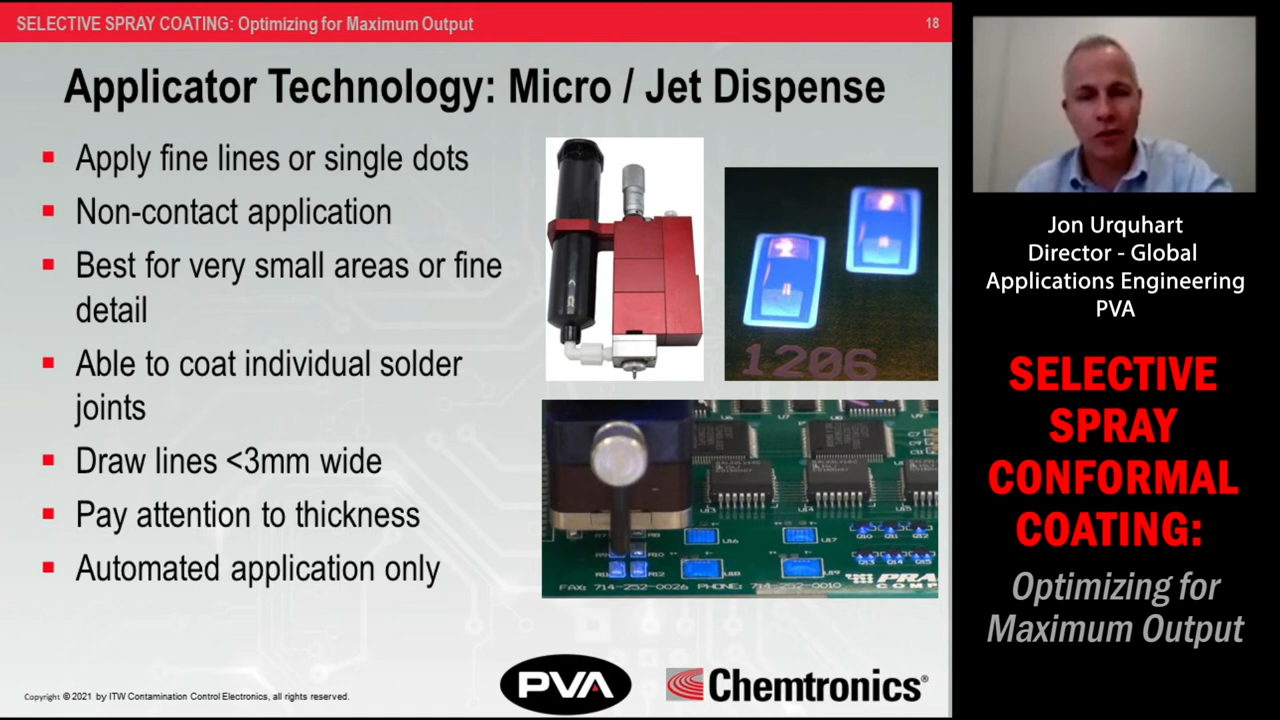 SELECTIVE SPRAY COATING: Optimizing for Maximum Output
18
Applicator Technology: Micro / Jet Dispense
Apply fine lines or single dots
Non-contact application
Best for very small areas or fine
detail
Able to coat individual solder
joints
Draw lines <3mm wide
Pay attention to thickness
Automated application only
1206
U16
U17
U18
U19
FAX: 714-252-0026 PHONE: 714-252-0010
Copyright © 2021 by ITW Contamination Control Electronics, all rights reserved.
PVA
Chemtronics®
Jon Urquhart
Director - Global
Applications Engineering
PVA
SELECTIVE
SPRAY
CONFORMAL
COATING:
Optimizing for
Maximum Output